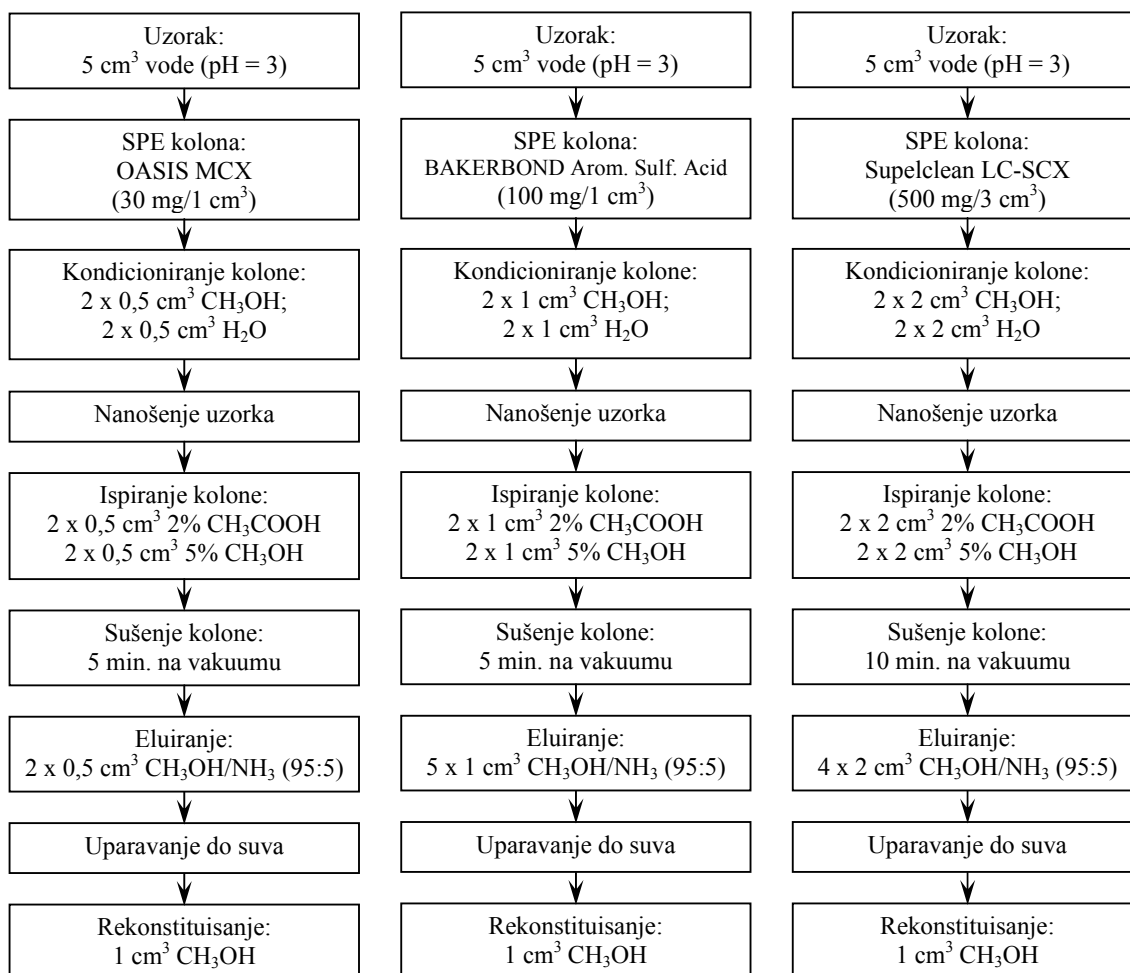 Uzorak:
5 cm³ vode (pH = 3)
SPE kolona:
OASIS MCX
(30 mg/1 cm³)
Kondicioniranje kolone:
2 x 0,5 cm³ CH₃OH;
2 x 0,5 cm³ H₂O
Nanošenje uzorka
Ispiranje kolone:
2 x 0,5 cm³ 2% CH₃COOH
2 x 0,5 cm³ 5% CH₃OH
Sušenje kolone:
5 min. na vakuumu
Eluiranje:
2 x 0,5 cm³ CH₃OH/NH₃ (95:5)
Uparavanje do suva
Rekonstituisanje:
1 cm³ CH₃OH
Uzorak:
5 cm³ vode (pH = 3)
SPE kolona:
BAKERBOND Arom. Sulf. Acid
(100 mg/1 cm³)
Kondicioniranje kolone:
2 x 1 cm³ CH₃OH;
2 x 1 cm³ H₂O
Nanošenje uzorka
Ispiranje kolone:
2 x 1 cm³ 2% CH₃COOH
2 x 1 cm³ 5% CH₃OH
Sušenje kolone:
5 min. na vakuumu
Eluiranje:
5 x 1 cm³ CH₃OH/NH₃ (95:5)
Uparavanje do suva
Rekonstituisanje:
1 cm³ CH₃OH
Uzorak:
5 cm³ vode (pH = 3)
SPE kolona:
Supelclean LC-SCX
(500 mg/3 cm³)
Kondicioniranje kolone:
2 x 2 cm³ CH₃OH;
2 x 2 cm³ H₂O
Nanošenje uzorka
Ispiranje kolone:
2 x 2 cm³ 2% CH₃COOH
2 x 2 cm³ 5% CH₃OH
Sušenje kolone:
10 min. na vakuumu
Eluiranje:
4 x 2 cm³ CH₃OH/NH₃ (95:5)
Uparavanje do suva
Rekonstituisanje:
1 cm³ CH₃OH